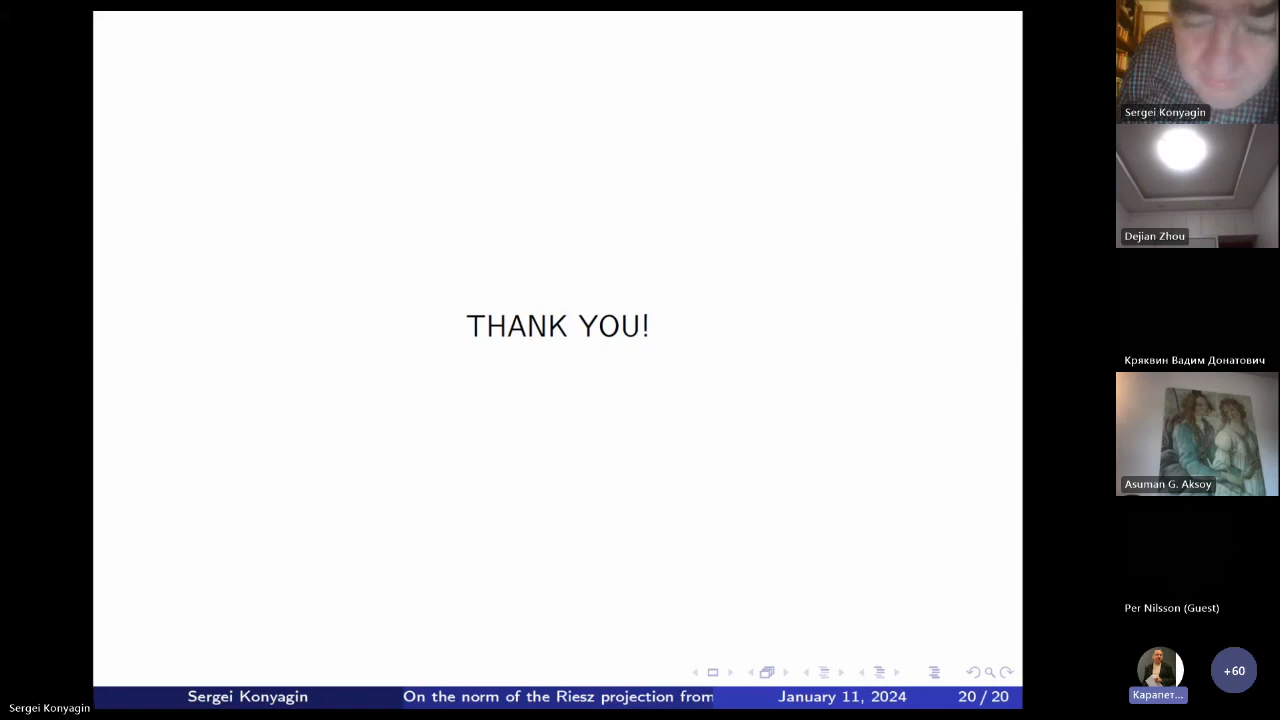 THANK YOU!
Sergei Konyagin
On the norm of the Riesz projection from
January 11, 2024
20 / 20
Sergei Konyagin
Sergei Konyagin
Dejian Zhou
Кряквин Вадим Донатович
Asuman G. Aksoy
Per Nilsson (Guest)
Карапет...
+60